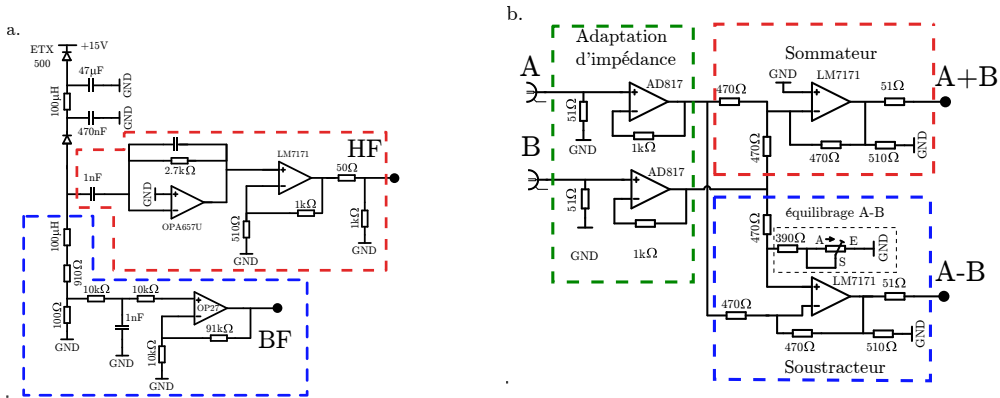 a.
ETX
500
+15V
47µF
GND
100µH
GND
470nF
1nF
2.7kΩ
GND
OPA657U
LM7171
HF
50Ω
1kΩ
510Ω
1kΩ
GND
GND
100µH
910Ω
10kΩ
10kΩ
100Ω
1nF
GND
GND
OP27
91kΩ
10kΩ
GND
BF
b.
Adaptation
d'impédance
A
51Ω
GND
AD817
1kΩ
B
51Ω
GND
AD817
1kΩ
Sommateur
470Ω
GND
LM7171
51Ω
A+B
470Ω
470Ω
510Ω
GND
470Ω
équilibrage A-B
390Ω
A
E
S
GND
470Ω
LM7171
51Ω
A-B
470Ω
510Ω
GND
Soustracteur